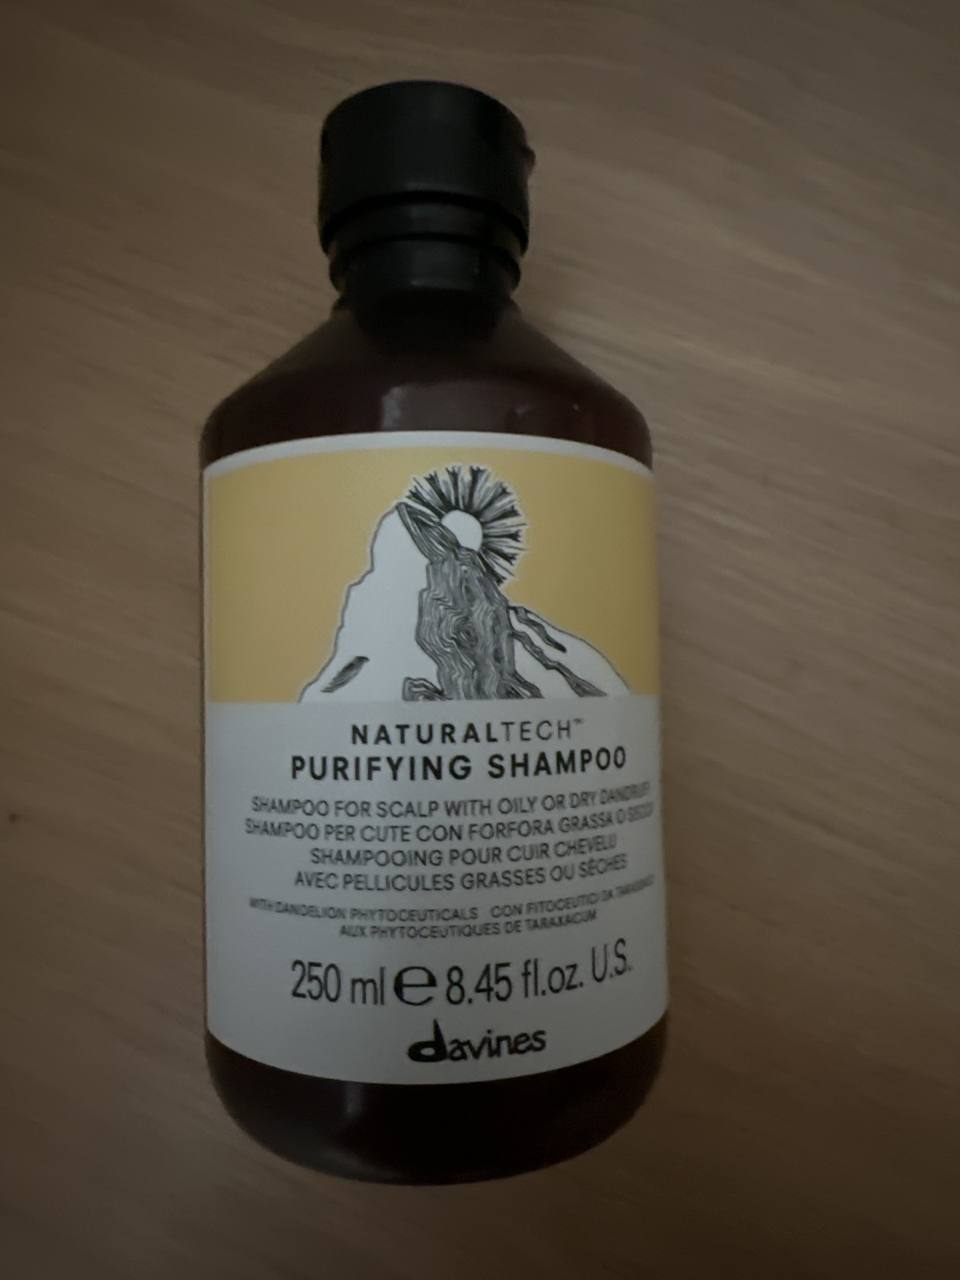 NATURALTECH™
PURIFYING SHAMPOO
SHAMPOO FOR SCALP WITH OILY OR DRY DANDRUFF
SHAMPOO PER CUTE CON FORFORA GRASSA O SECCA
SHAMPOOING POUR CUIR CHEVELU
AVEC PELLICULES GRASSES OU SÈCHES
WITH DANDELION PHYTOCEUTICALS CON FITOCEUTICI DA
AUX PHYTOCEUTIQUES DE TARAXACUM
250 ml e 8.45 fl.oz. U.S.
davines